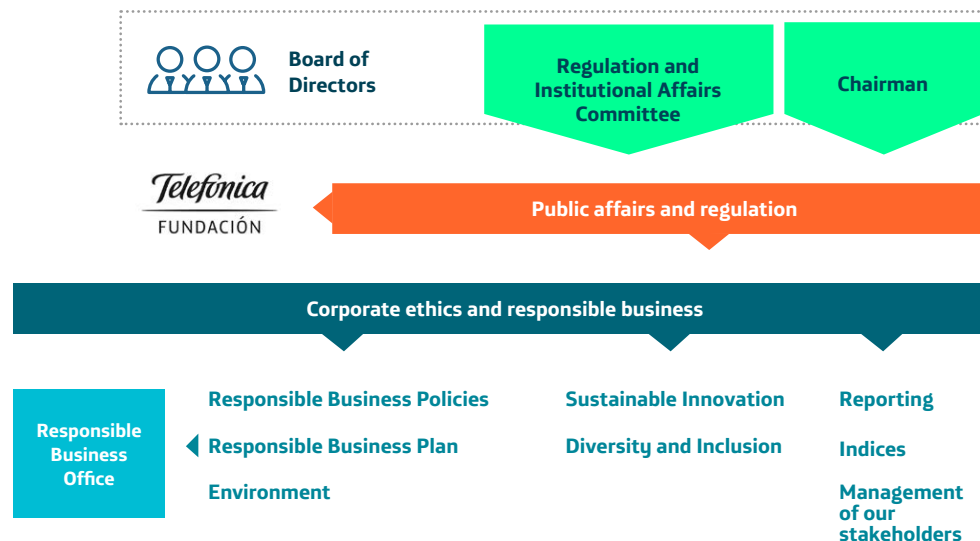 Board of
Directors
Regulation and
Institutional Affairs
Committee
Chairman
Telefónica
FUNDACIÓN
Public affairs and regulation
Corporate ethics and responsible business
Responsible
Business
Office
Responsible Business Policies
Responsible Business Plan
Environment
Sustainable Innovation
Diversity and Inclusion
Reporting
Indices
Management
of our
stakeholders